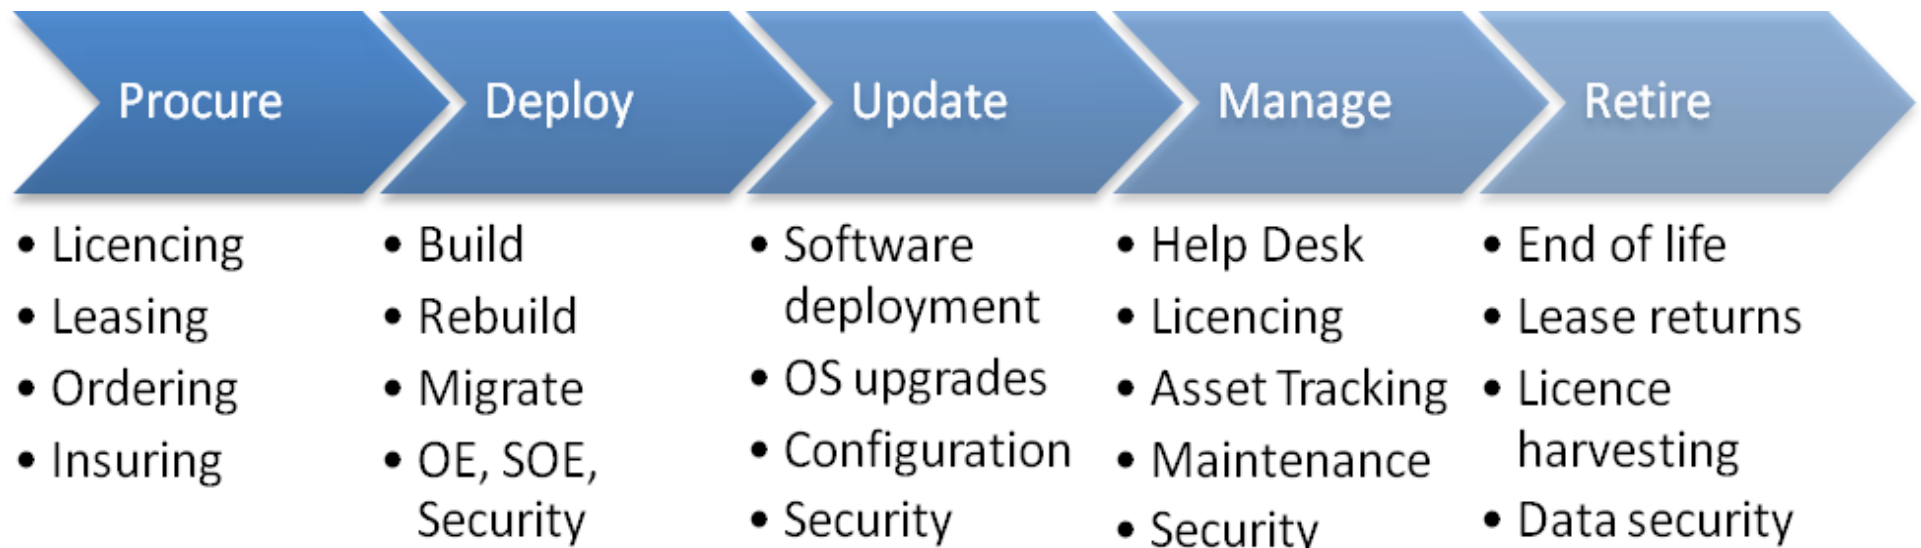 Procure
• Licencing
• Leasing
• Ordering
• Insuring
Deploy
• Build
• Rebuild
• Migrate
• OE, SOE,
Security
Update
• Software
deployment
• OS upgrades
• Configuration
• Security
Manage
• Help Desk
• Licencing
• Asset Tracking
• Maintenance
• Security
Retire
• End of life
• Lease returns
• Licence
harvesting
• Data security